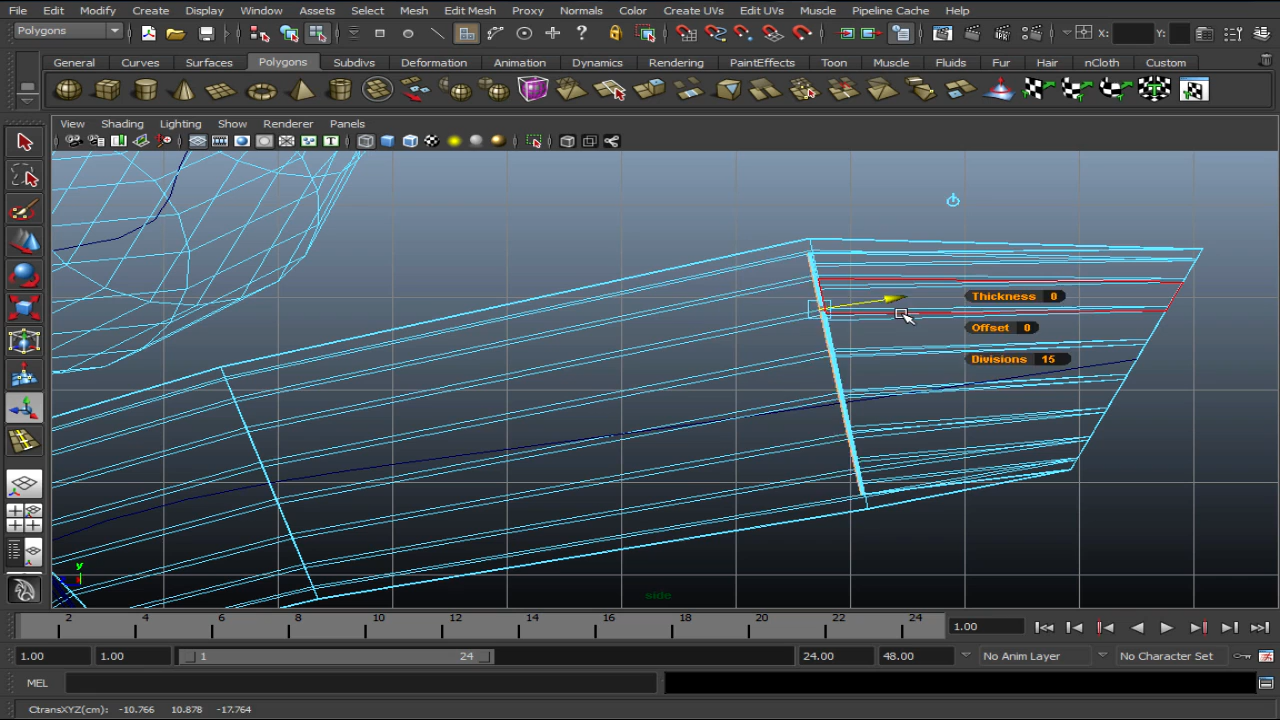 File Edit Modify Create Display Window Assets Select Mesh Edit Mesh Proxy Normals Color Create UVs Edit UVs Muscle Pipeline Cache Help
Polygons X: Y:
General Curves Surfaces Polygons Subdivs Deformation Animation Dynamics Rendering PaintEffects Toon Muscle Fluids Fur Hair nCloth Custom
View Shading Lighting Show Renderer Panels
Thickness 0
Offset 0
Divisions 15
y
side
2 4 6 8 10 12 14 16 18 20 22 24 1.00
1.00 1.00 1 24 24.00 48.00 No Anim Layer No Character Set
MEL
CtransXYZ(cm): -10.766 10.878 -17.764